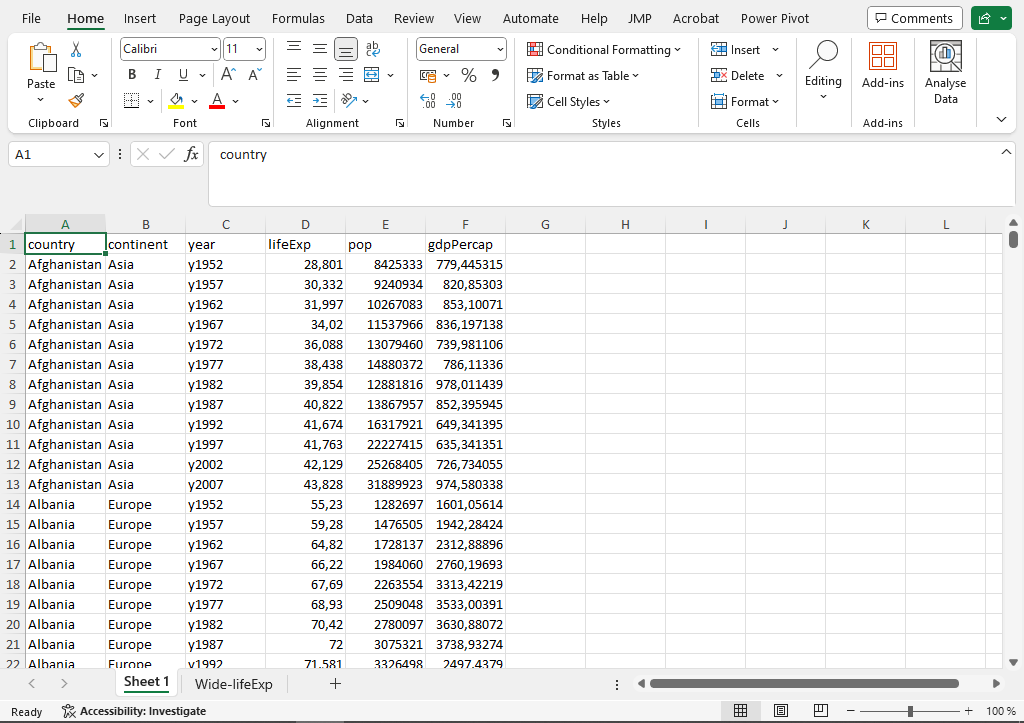 File Home Insert Page Layout Formulas Data Review View Automate Help JMP Acrobat Power Pivot Comments
Calibri 11 General Conditional Formatting Insert
Paste B I U A A % Format as Table Delete Editing Add-ins Analyse Data
A Cell Styles Format
Clipboard Font Alignment Number Styles Cells Add-ins
A1 fx country
A B C D E F G H I J K L
1 country continent year lifeExp pop gdpPercap
2 Afghanistan Asia y1952 28,801 8425333 779,445315
3 Afghanistan Asia y1957 30,332 9240934 820,85303
4 Afghanistan Asia y1962 31,997 10267083 853,10071
5 Afghanistan Asia y1967 34,02 11537966 836,197138
6 Afghanistan Asia y1972 36,088 13079460 739,981106
7 Afghanistan Asia y1977 38,438 14880372 786,11336
8 Afghanistan Asia y1982 39,854 12881816 978,011439
9 Afghanistan Asia y1987 40,822 13867957 852,395945
10 Afghanistan Asia y1992 41,674 16317921 649,341395
11 Afghanistan Asia y1997 41,763 22227415 635,341351
12 Afghanistan Asia y2002 42,129 25268405 726,734055
13 Afghanistan Asia y2007 43,828 31889923 974,580338
14 Albania Europe y1952 55,23 1282697 1601,05614
15 Albania Europe y1957 59,28 1476505 1942,28424
16 Albania Europe y1962 64,82 1728137 2312,88896
17 Albania Europe y1967 66,22 1984060 2760,19693
18 Albania Europe y1972 67,69 2263554 3313,42219
19 Albania Europe y1977 68,93 2509048 3533,00391
20 Albania Europe y1982 70,42 2780097 3630,88072
21 Albania Europe y1987 72 3075321 3738,93274
22 Albania Europe y1992 71,581 3326498 2497,4379
Sheet 1 Wide-lifeExp
Ready Accessibility: Investigate 100 %